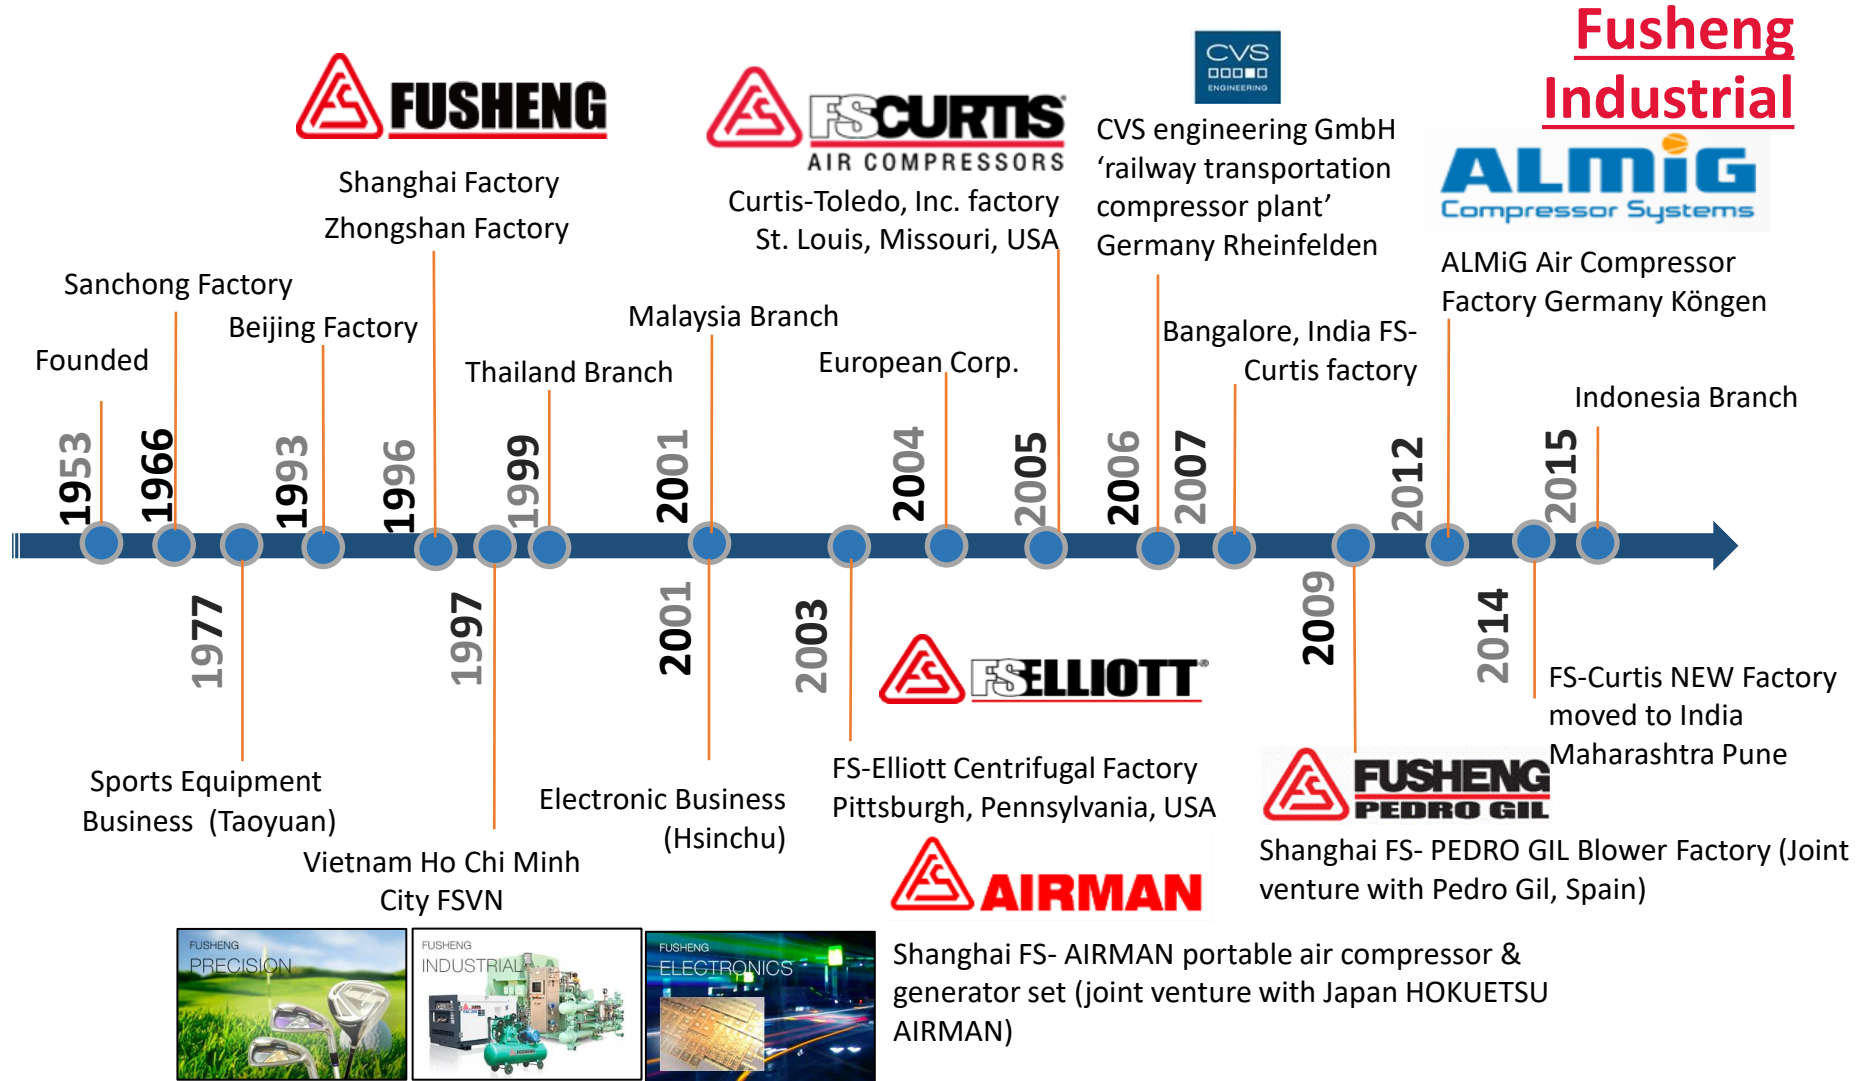 Fusheng
Industrial
FS
FUSHENG
Shanghai Factory
Zhongshan Factory
FS
FSCURTIS
AIR COMPRESSORS
Curtis-Toledo, Inc. factory
St. Louis, Missouri, USA
CVS
ENGINEERING
CVS engineering GmbH
‘railway transportation
compressor plant’
Germany Rheinfelden
ALMiG
Compressor Systems
ALMiG Air Compressor
Factory Germany Köngen
Founded
Sanchong Factory
Beijing Factory
Thailand Branch
Malaysia Branch
European Corp.
Bangalore, India FS-
Curtis factory
Indonesia Branch
1953
1966
1993
1996
1999
2001
2004
2005
2006
2007
2012
2015
1977
1997
2001
2003
2009
2014
Sports Equipment
Business (Taoyuan)
Vietnam Ho Chi Minh
City FSVN
Electronic Business
(Hsinchu)
FS
FSELLIOTT®
FS-Elliott Centrifugal Factory
Pittsburgh, Pennsylvania, USA
FS
AIRMAN
Shanghai FS- AIRMAN portable air compressor &
generator set (joint venture with Japan HOKUETSU
AIRMAN)
FS
FUSHENG
PEDRO GIL
Shanghai FS- PEDRO GIL Blower Factory (Joint
venture with Pedro Gil, Spain)
FS-Curtis NEW Factory
moved to India
Maharashtra Pune
FUSHENG
PRECISION
FUSHENG
INDUSTRIAL
FUSHENG
FUSHENG
ELECTRONICS